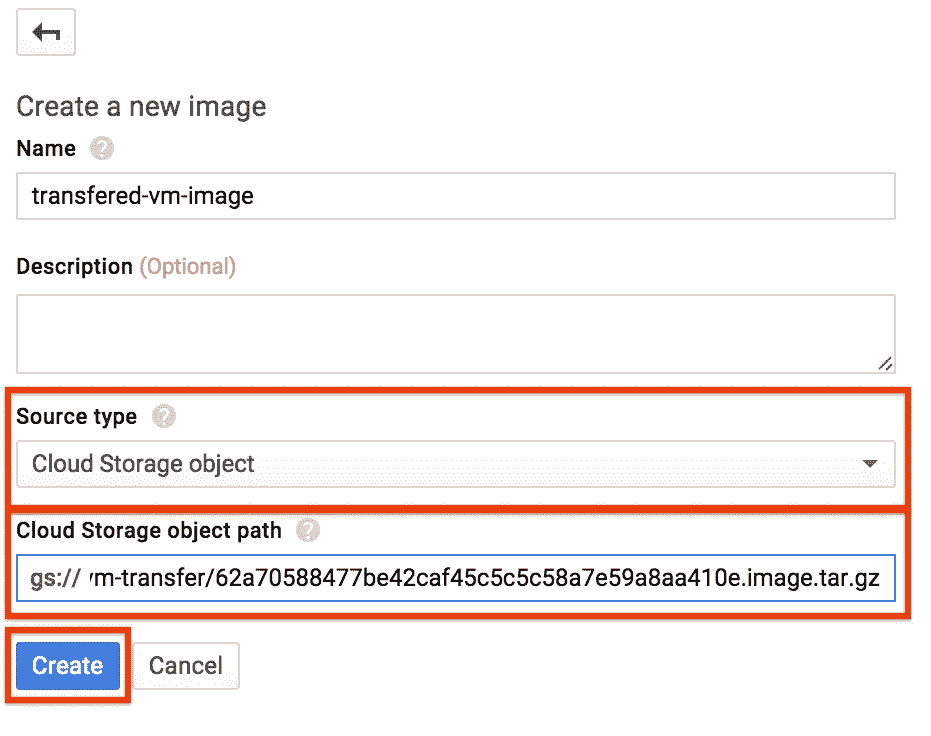 Create a new image
Name ?
transfered-vm-image
Description (Optional)
Source type ?
Cloud Storage object
Cloud Storage object path ?
gs:// vm-transfer/62a70588477be42caf45c5c5c58a7e59a8aa410e.image.tar.gz
Create Cancel